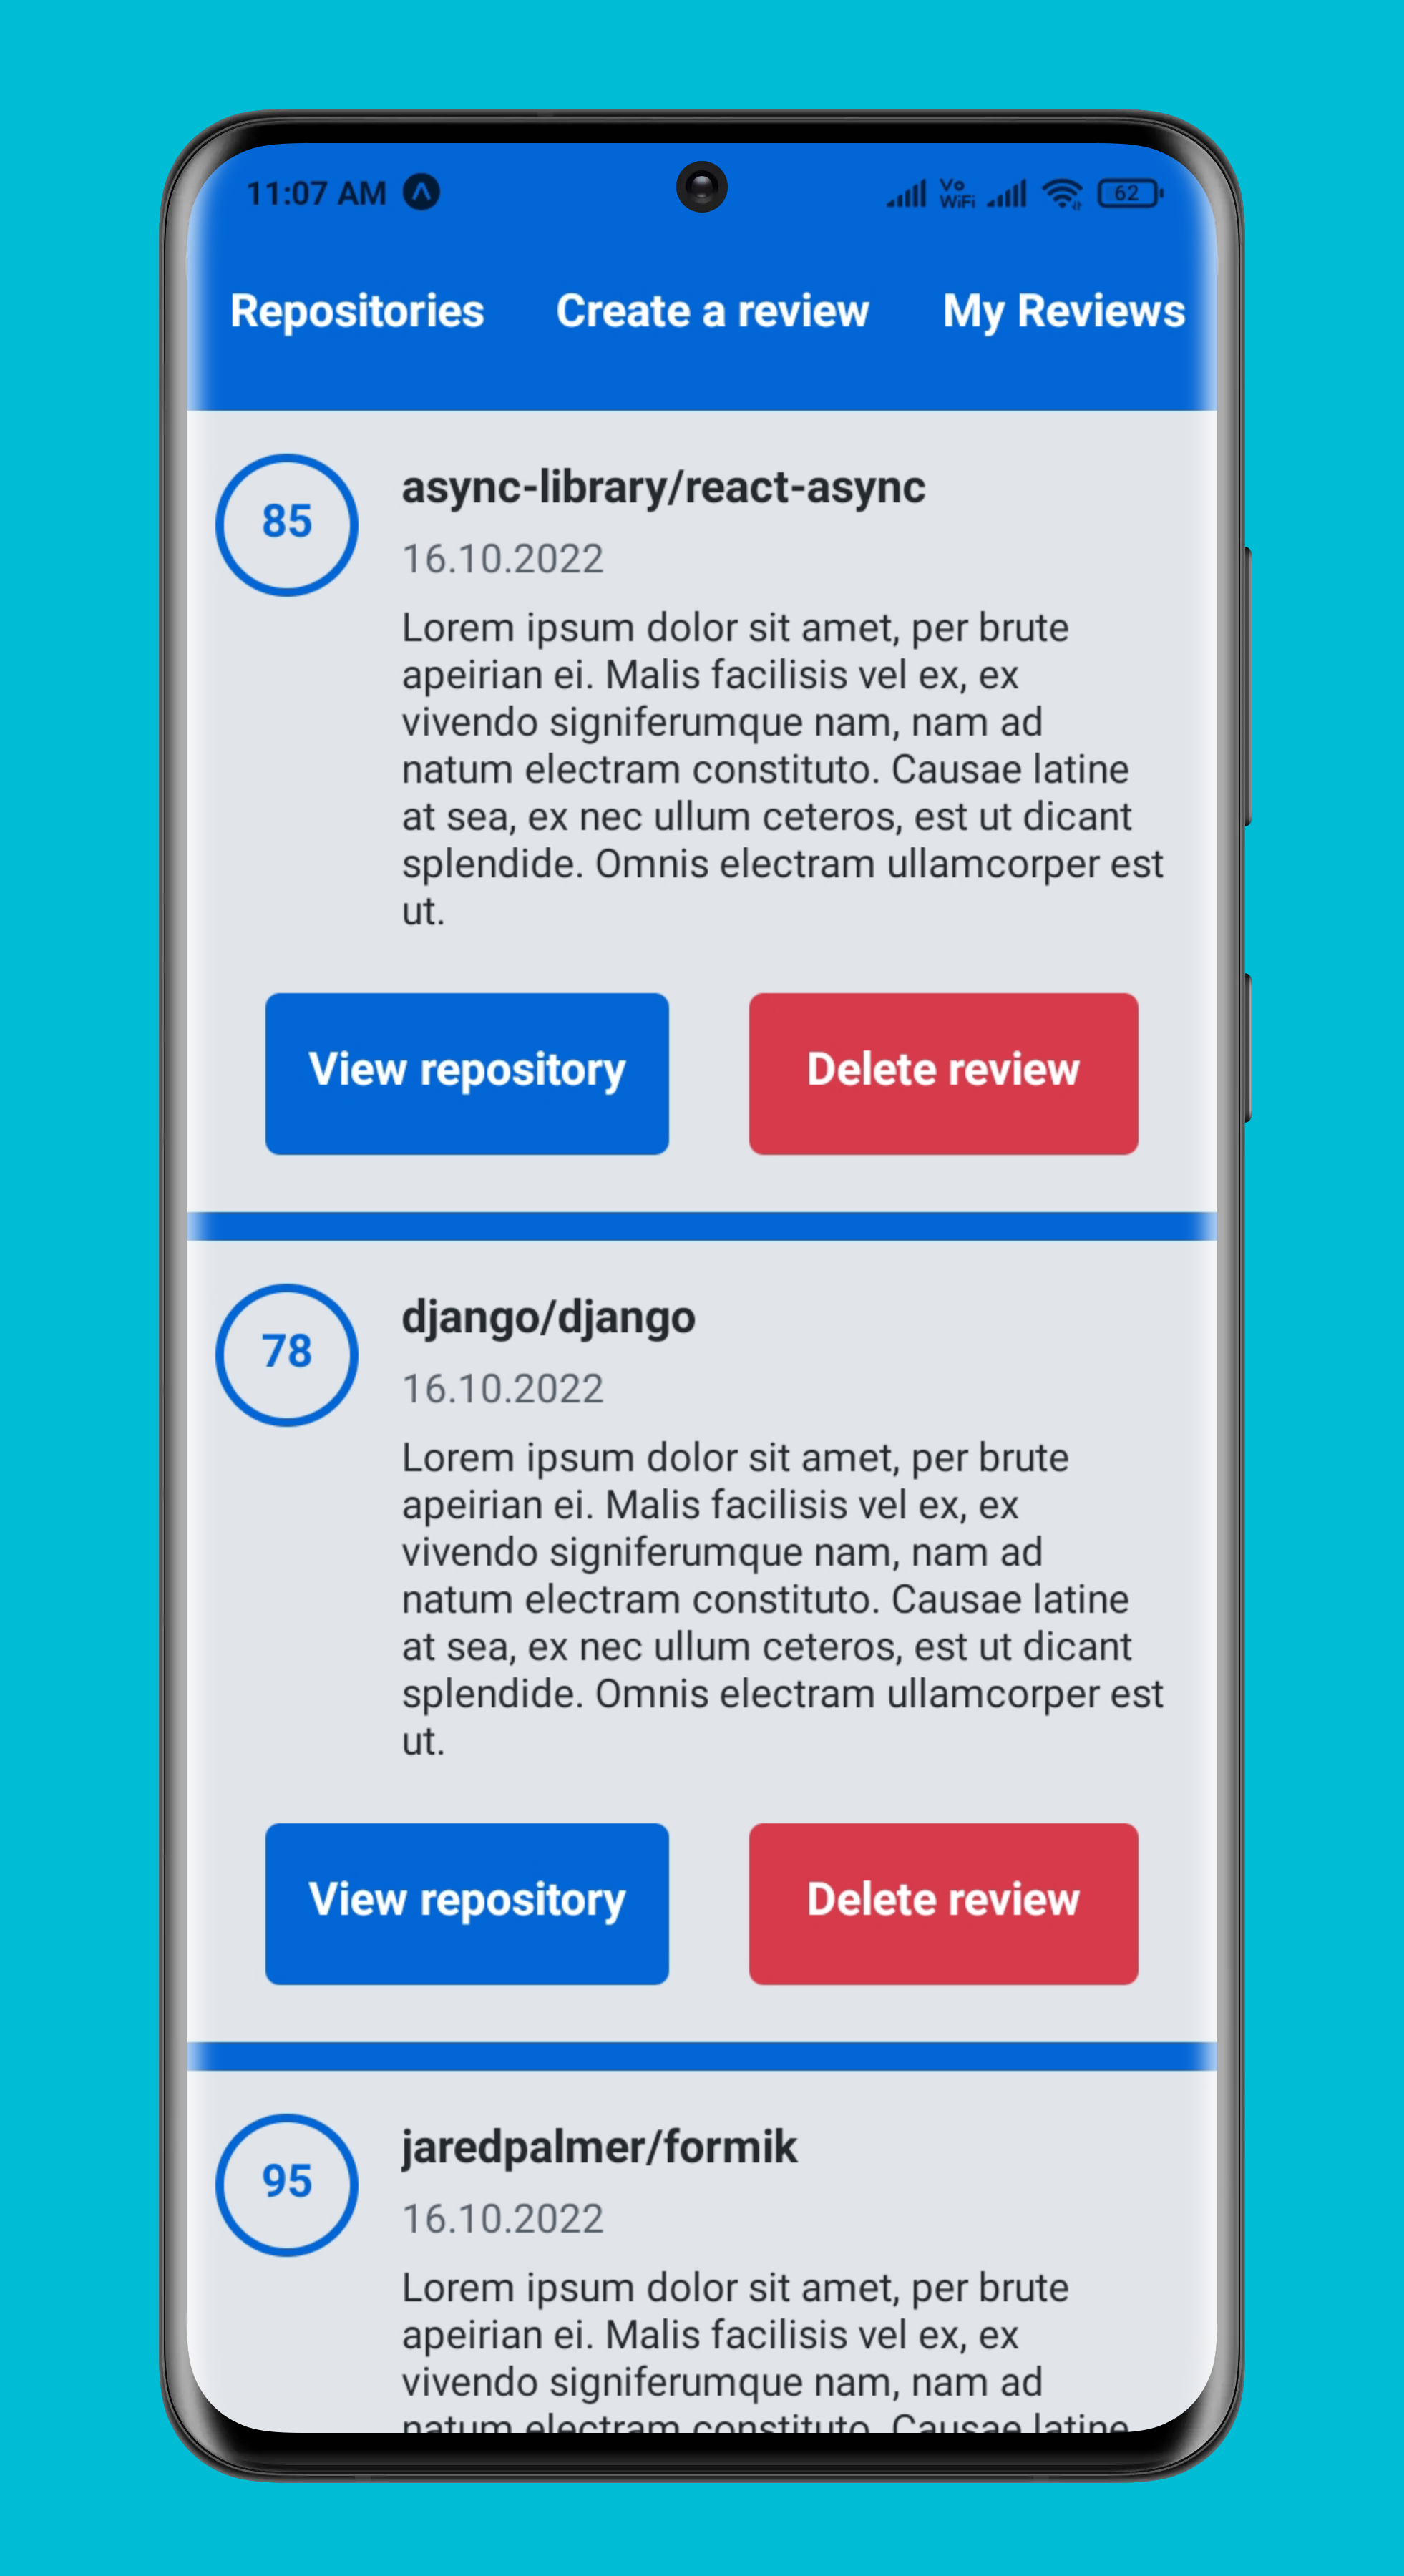 11:07 AM Vo WiFi 62
Repositories Create a review My Reviews
85
async-library/react-async
16.10.2022
Lorem ipsum dolor sit amet, per brute
apeirian ei. Malis facilisis vel ex, ex
vivendo signiferumque nam, nam ad
natum electram constituto. Causae latine
at sea, ex nec ullum ceteros, est ut dicant
splendide. Omnis electram ullamcorper est
ut.
View repository Delete review
78
django/django
16.10.2022
Lorem ipsum dolor sit amet, per brute
apeirian ei. Malis facilisis vel ex, ex
vivendo signiferumque nam, nam ad
natum electram constituto. Causae latine
at sea, ex nec ullum ceteros, est ut dicant
splendide. Omnis electram ullamcorper est
ut.
View repository Delete review
95
jaredpalmer/formik
16.10.2022
Lorem ipsum dolor sit amet, per brute
apeirian ei. Malis facilisis vel ex, ex
vivendo signiferumque nam, nam ad
natum electram constituto. Causae latine